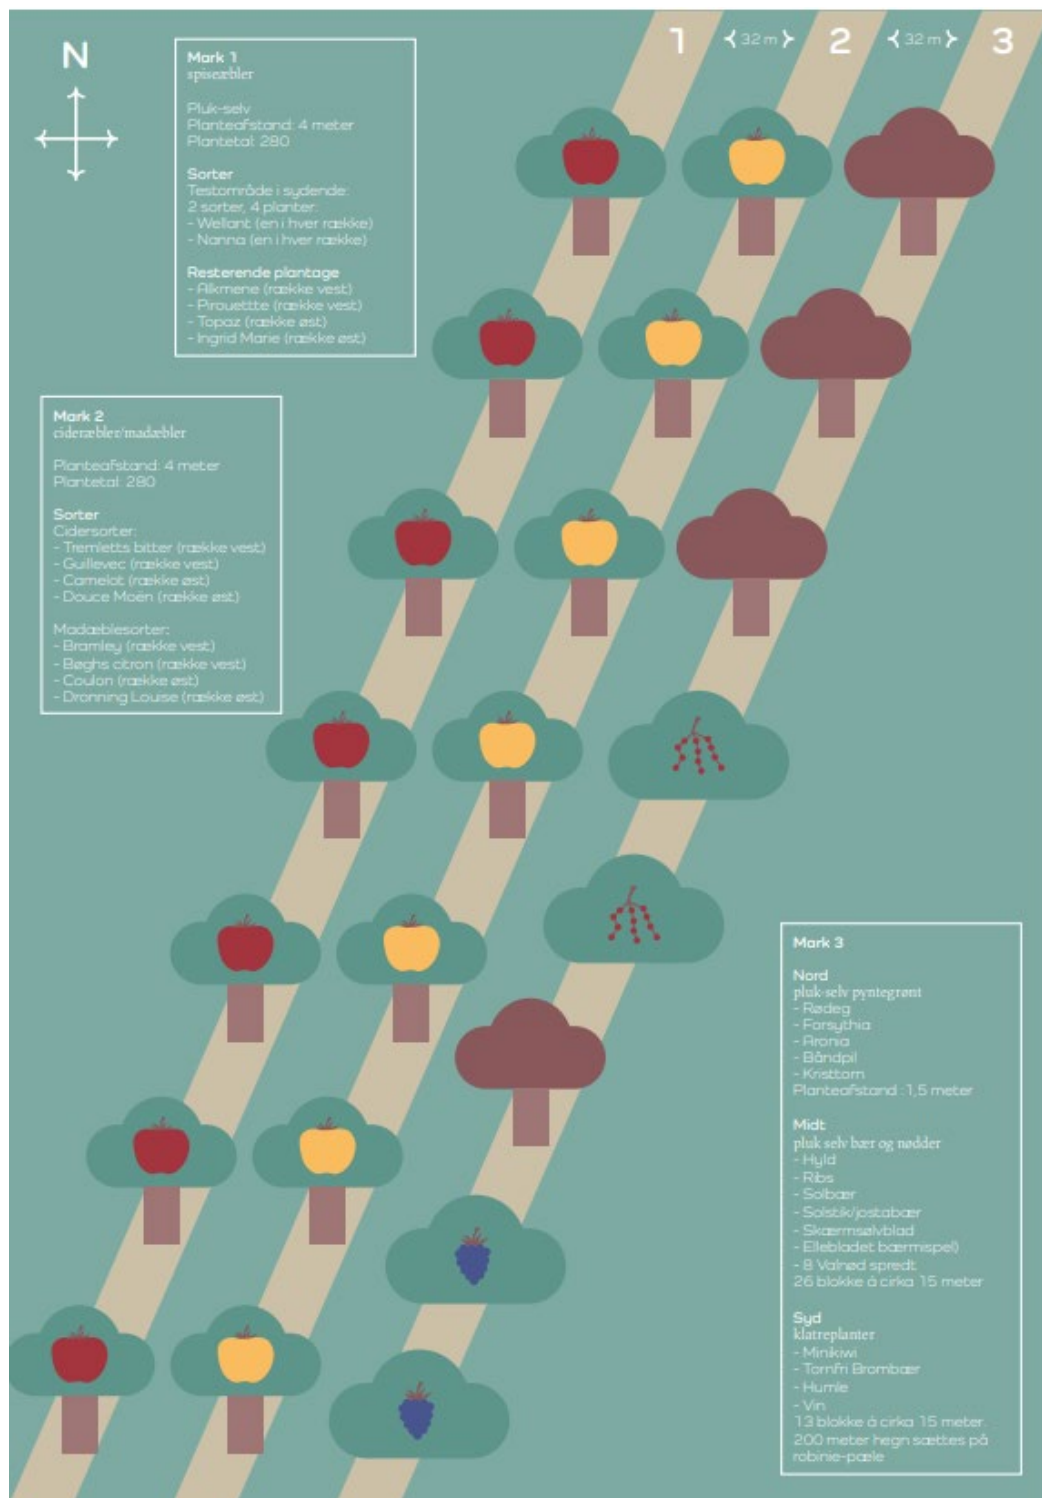 1 32 m 2 32 m 3
N
Mark 1
spiseæbler
Pluk-selv
Planteafstand: 4 meter
Plantetal: 280
Sorter
Testområde i sydende:
2 sorter, 4 planter:
- Wellant (en i hver række)
- Nanna (en i hver række)
Resterende plantage
- Alkmene (række vest)
- Pirouettte (række vest)
- Topaz (række øst)
- Ingrid Marie (række øst)
Mark 2
cideræbler/madæbler
Planteafstand: 4 meter
Plantetal: 280
Sorter
Cidersorter:
- Tremletts bitter (række vest)
- Guillevec (række vest)
- Camelot (række øst)
- Douce Moën (række øst)
Madæblesorter:
- Bramley (række vest)
- Bøghs citron (række vest)
- Coulon (række øst)
- Dronning Louise (række øst)
Mark 3
Nord
pluk-selv pyntegrønt
- Rødeg
- Forsythia
- Aronia
- Båndpil
- Kristtorn
Planteafstand :1,5 meter
Midt
pluk selv bær og nødder
- Hyld
- Ribs
- Solbær
- Solstik/jostabær
- Skærmsølvblad
- Ellebladet bærmispel)
- 8 Valnød spredt
26 blokke á cirka 15 meter
Syd
klatreplanter
- Minikiwi
- Tornfri Brombær
- Humle
- Vin
13 blokke á cirka 15 meter.
200 meter hegn sættes på
robinie-pæle